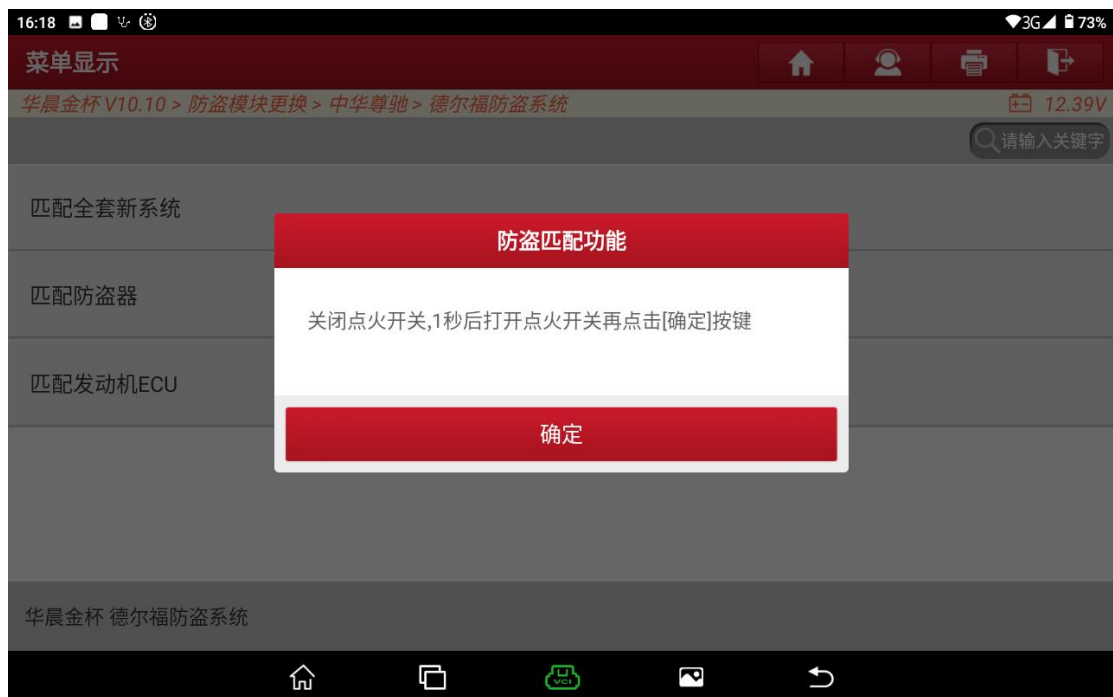 16:18 3G 73%
菜单显示
华晨金杯 V10.10 > 防盗模块更换 > 中华尊驰 > 德尔福防盗系统 12.39V
请输入关键字
匹配全套新系统
防盗匹配功能
匹配防盗器
关闭点火开关,1秒后打开点火开关再点击[确定]按键
匹配发动机ECU
确定
华晨金杯 德尔福防盗系统
VCI